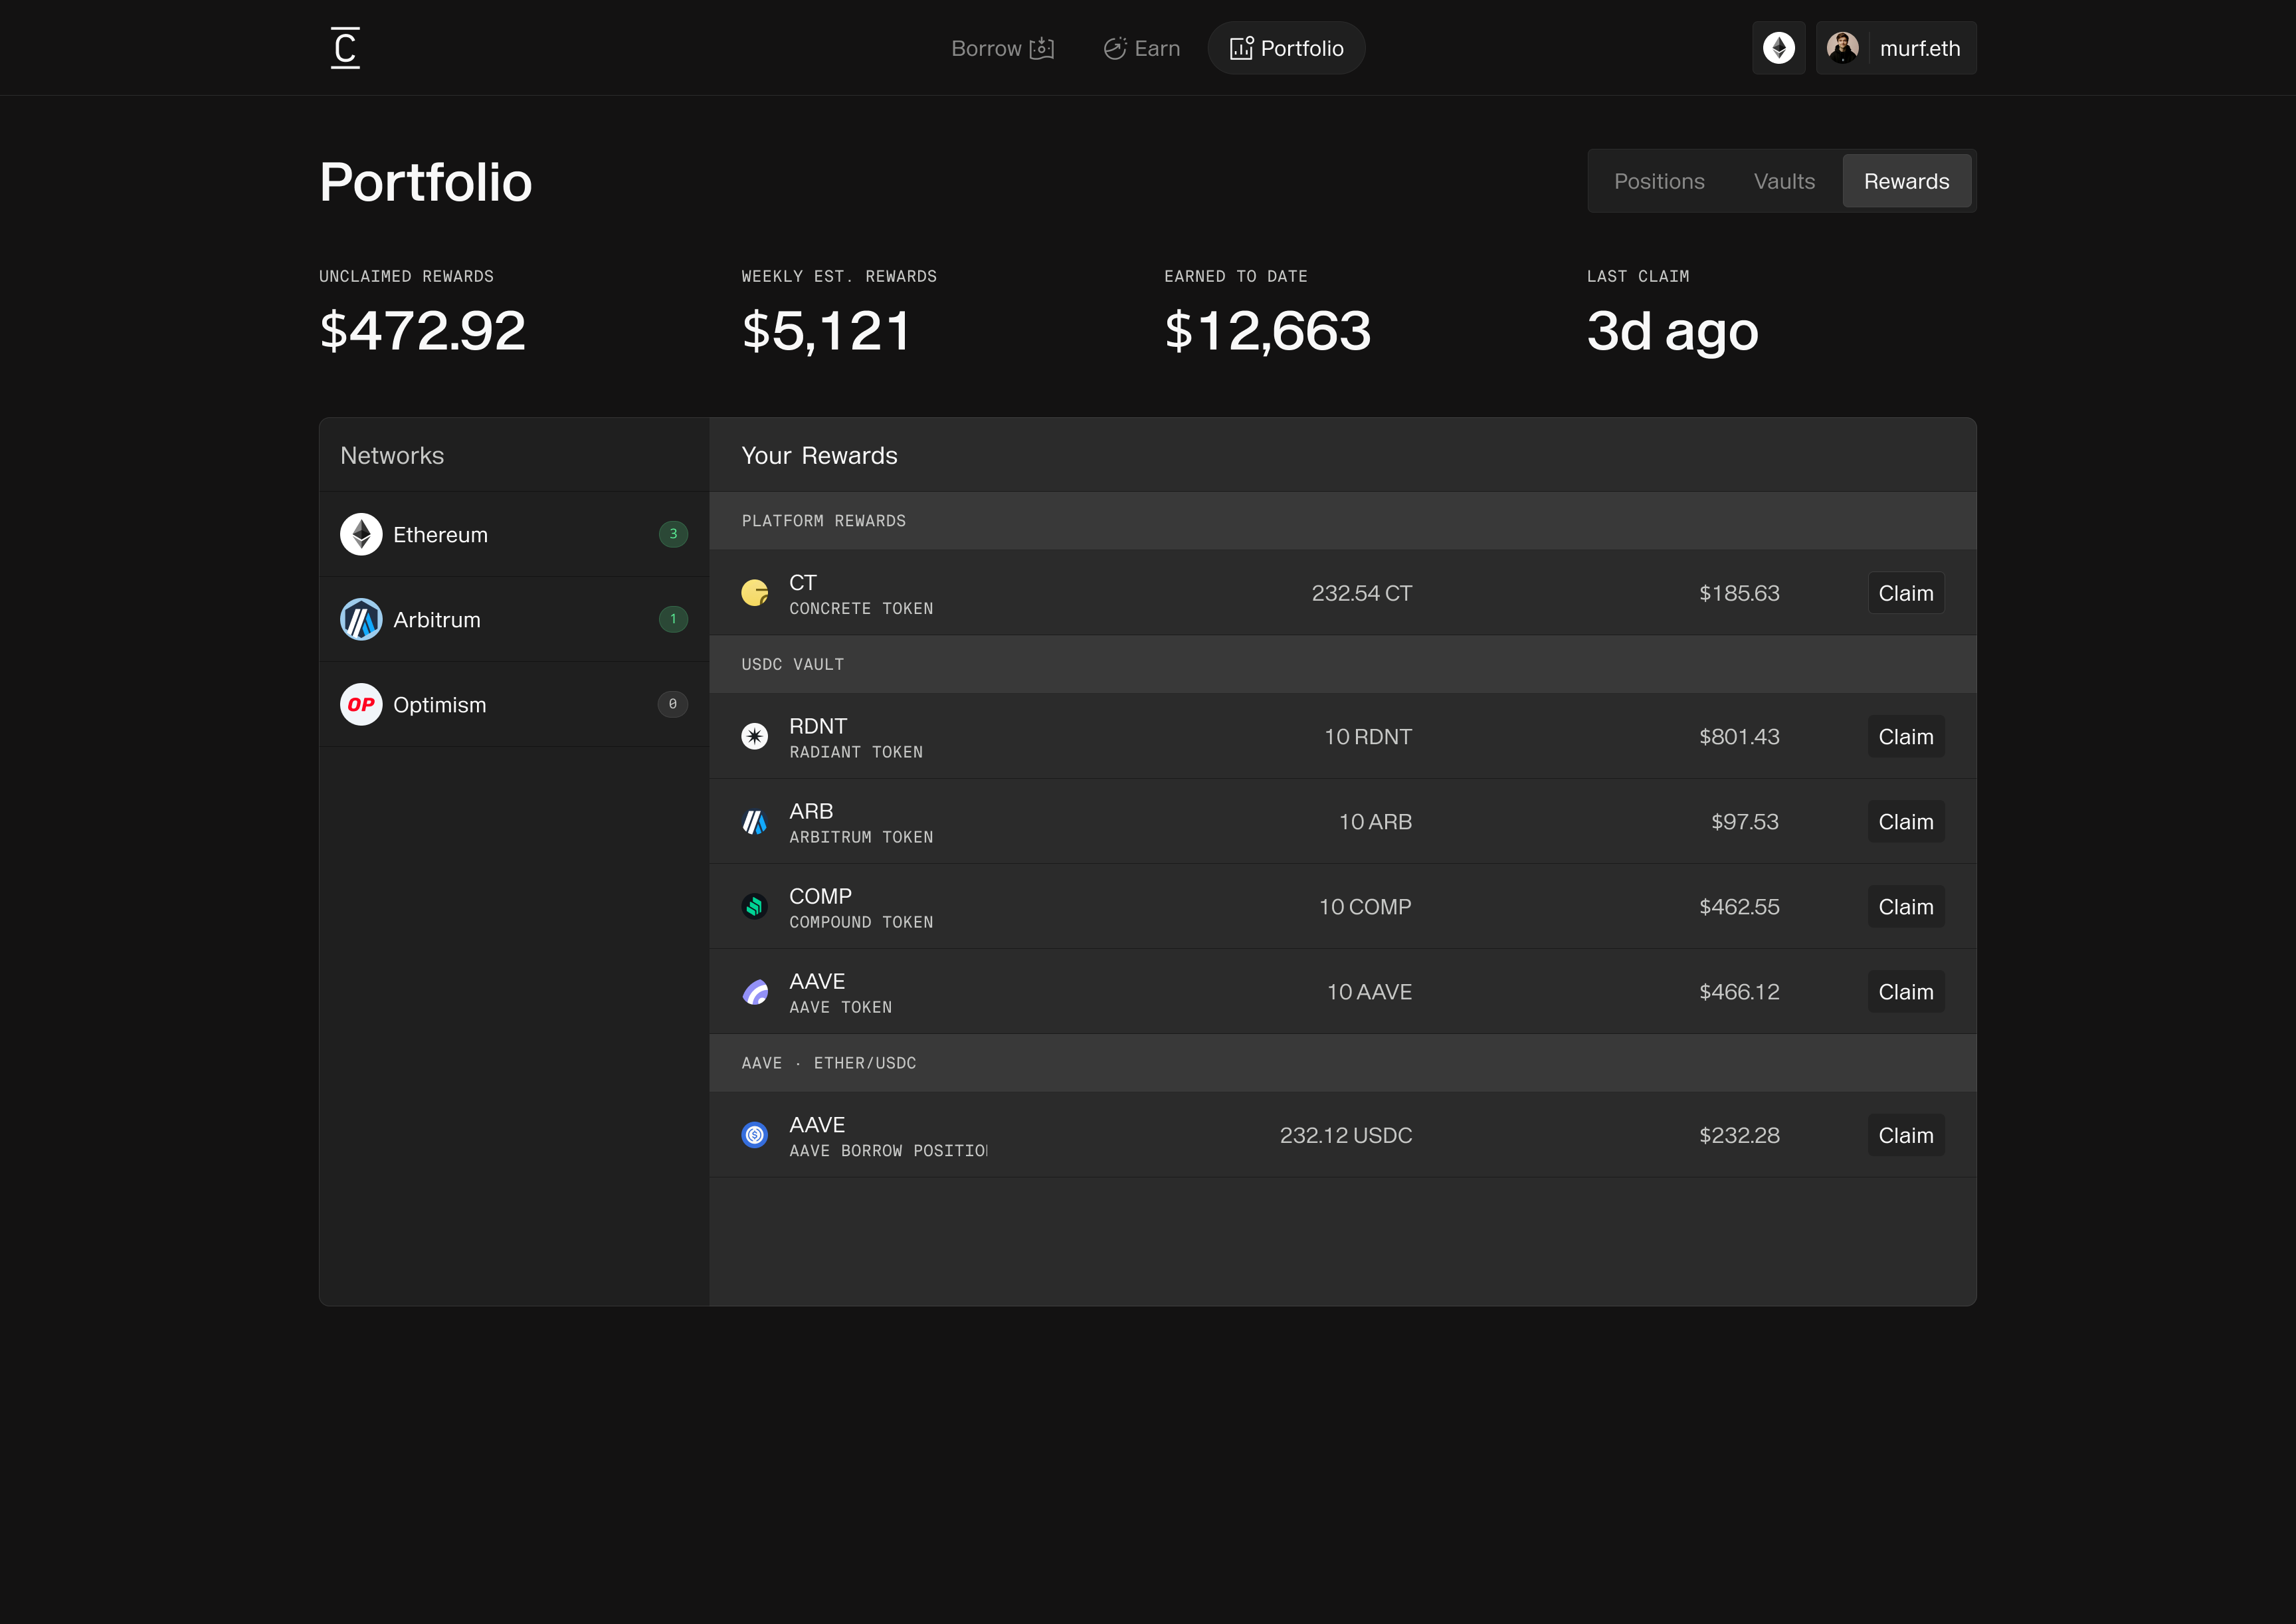 C
Borrow
Earn
Portfolio
murf.eth
Portfolio
Positions
Vaults
Rewards
UNCLAIMED REWARDS
$472.92
WEEKLY EST. REWARDS
$5,121
EARNED TO DATE
$12,663
LAST CLAIM
3d ago
Networks
Ethereum
3
Arbitrum
1
OP
Optimism
0
Your Rewards
PLATFORM REWARDS
CT
CONCRETE TOKEN
232.54 CT
$185.63
Claim
USDC VAULT
RDNT
RADIANT TOKEN
10 RDNT
$801.43
Claim
ARB
ARBITRUM TOKEN
10 ARB
$97.53
Claim
COMP
COMPOUND TOKEN
10 COMP
$462.55
Claim
AAVE
AAVE TOKEN
10 AAVE
$466.12
Claim
AAVE · ETHER/USDC
AAVE
AAVE BORROW POSITIO
232.12 USDC
$232.28
Claim